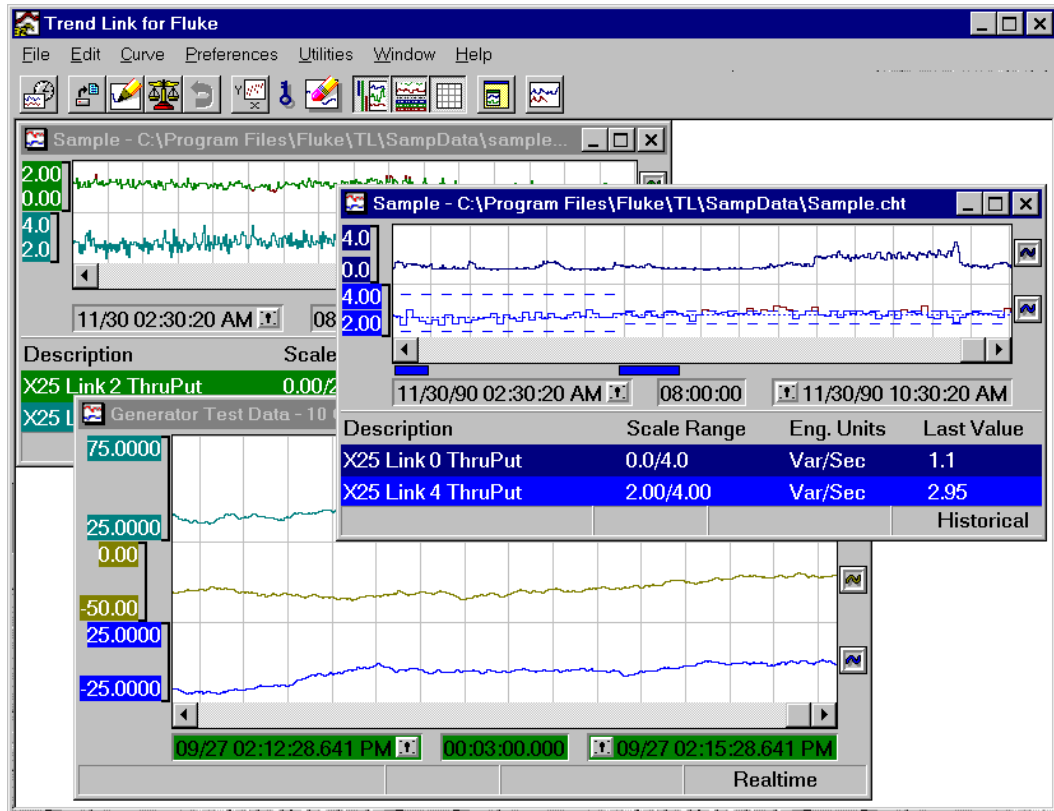 Trend Link for Fluke
File Edit Curve Preferences Utilities Window Help
Y
X
Sample - C:\Program Files\Fluke\TL\SampData\sample...
2.00
0.00
4.0
2.0
11/30 02:30:20 AM 08
Description Scale
X25 Link 2 ThruPut 0.00/2
X25 L
Sample - C:\Program Files\Fluke\TL\SampData\Sample.cht
4.0
0.0
4.00
2.00
11/30/90 02:30:20 AM 08:00:00 11/30/90 10:30:20 AM
Description Scale Range Eng. Units Last Value
X25 Link 0 ThruPut 0.0/4.0 Var/Sec 1.1
X25 Link 4 ThruPut 2.00/4.00 Var/Sec 2.95
Historical
Generator Test Data - 10
75.0000
25.0000
0.00
-50.00
25.0000
-25.0000
09/27 02:12:28.641 PM 00:03:00.000 09/27 02:15:28.641 PM
Realtime